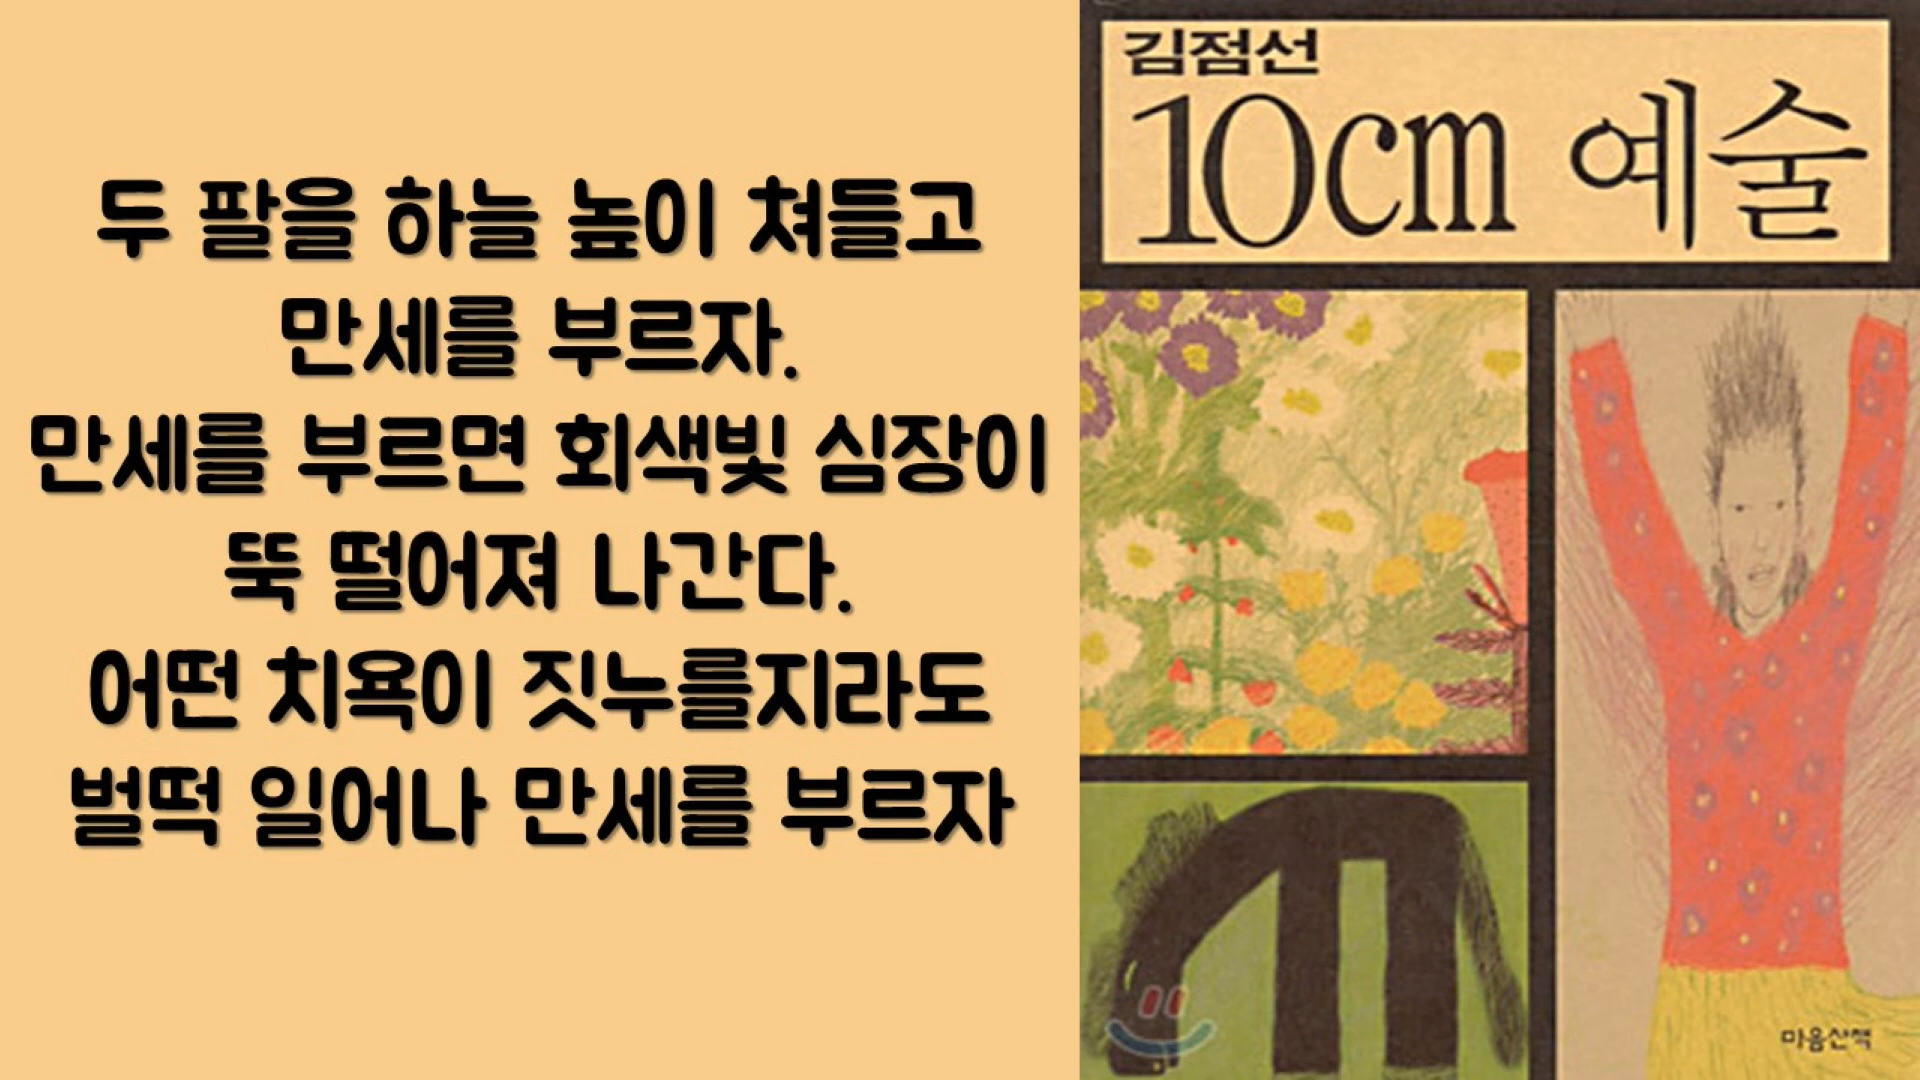 두 팔을 하늘 높이 쳐들고
만세를 부르자.
만세를 부르면 회색빛 심장이
뚝 떨어져 나간다.
어떤 치욕이 짓누를지라도
벌떡 일어나 만세를 부르자
김점선
10cm 예술
마음산책